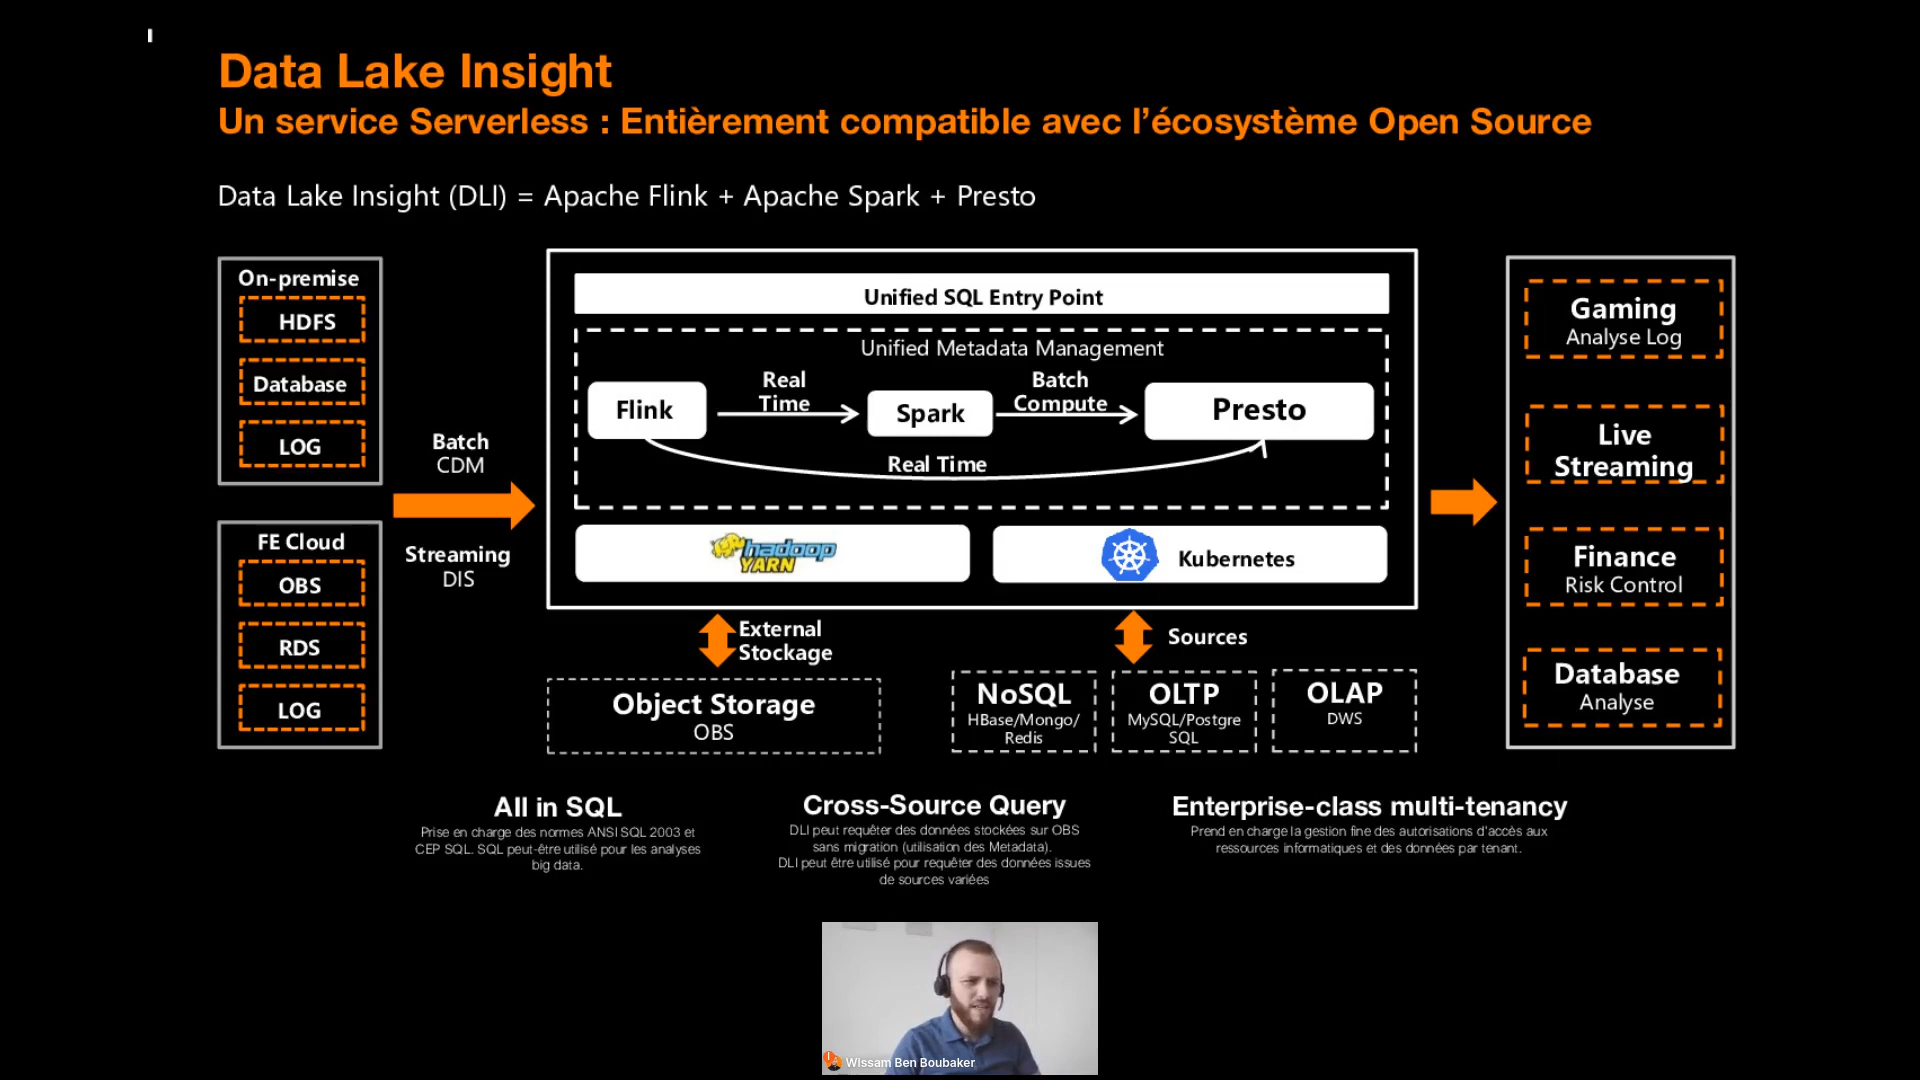 Data Lake Insight
Un service Serverless : Entièrement compatible avec l’écosystème Open Source
Data Lake Insight (DLI) = Apache Flink + Apache Spark + Presto
On-premise
HDFS
Database
LOG
FE Cloud
OBS
RDS
LOG
Batch
CDM
Streaming
DIS
Unified SQL Entry Point
Unified Metadata Management
Flink
Real
Time
Spark
Batch
Compute
Presto
Real Time
hadoop
YARN
Kubernetes
External
Stockage
Sources
Object Storage
OBS
NoSQL
HBase/Mongo/
Redis
OLTP
MySQL/Postgre
SQL
OLAP
DWS
Gaming
Analyse Log
Live
Streaming
Finance
Risk Control
Database
Analyse
All in SQL
Prise en charge des normes ANSI SQL 2003 et
CEP SQL. SQL peut-être utilisé pour les analyses
big data.
Cross-Source Query
DLI peut requêter des données stockées sur OBS
sans migration (utilisation des Metadata).
DLI peut être utilisé pour requêter des données issues
de sources variées
Enterprise-class multi-tenancy
Prend en charge la gestion fine des autorisations d'accès aux
ressources informatiques et des données par tenant.
Wissam Ben Boubaker